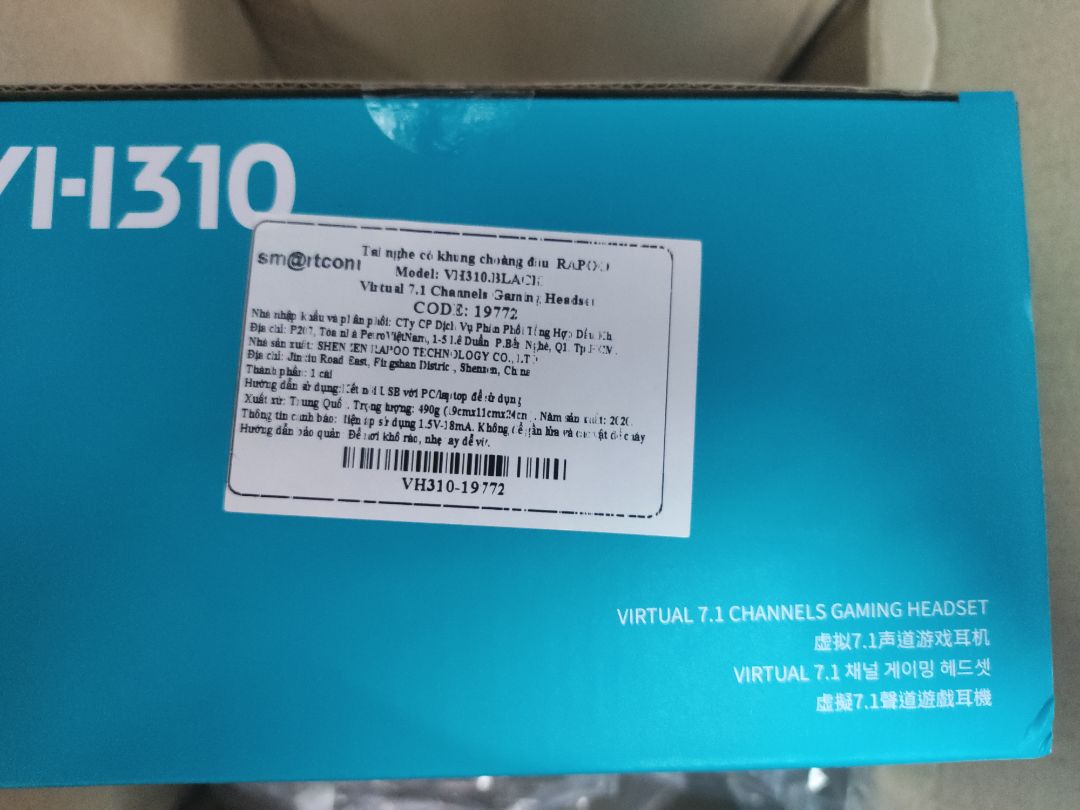 VH310
sm@rtcom
Tai nghe có khung choàng đầu RAPOO
Model: VH310.BLACK
Virtual 7.1 Channels Gaming Headset
CODE: 19772
Nhà nhập khẩu và phân phối: CTy CP Dịch Vụ Phân Phối Tổng Hợp Dầu Khí
Địa chỉ: P207, Tòa nhà PetroVietNam, 1-5 Lê Duẩn P.Bến Nghé, Q1, Tp.HCM.
Nhà sản xuất: SHENZEN RAPOO TECHNOLOGY CO., LTD
Địa chỉ: Jinxiu Road East, Pingshan District, Shenzen, China
Thành phần: 1 cái
Hướng dẫn sử dụng: Kết nối USB với PC/laptop để sử dụng
Xuất xứ: Trung Quốc. Trọng lượng: 490g (19cmx11cmx24cm). Năm sản xuất: 2020.
Thông tin cảnh báo: Điện áp sử dụng 1.5V-18mA. Không để gần lửa và các vật dễ cháy
Hướng dẫn bảo quản: Để nơi khô ráo, nhẹ tay để vỡ.
VH310-19772
VIRTUAL 7.1 CHANNELS GAMING HEADSET
虚拟7.1声道游戏耳机
VIRTUAL 7.1 채널 게이밍 헤드셋
虛擬7.1聲道遊戲耳機